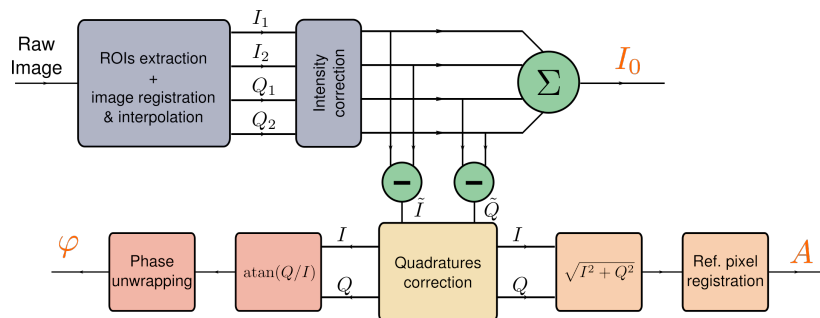 Raw
Image
ROIs extraction
+
image registration
& interpolation
I₁
I₂
Q₁
Q₂
Intensity
correction
Σ
I₀
−
−
Ĩ
Q̃
φ
Phase
unwrapping
atan(Q/I)
I
Q
Quadratures
correction
I
Q
√(I² + Q²)
Ref. pixel
registration
A